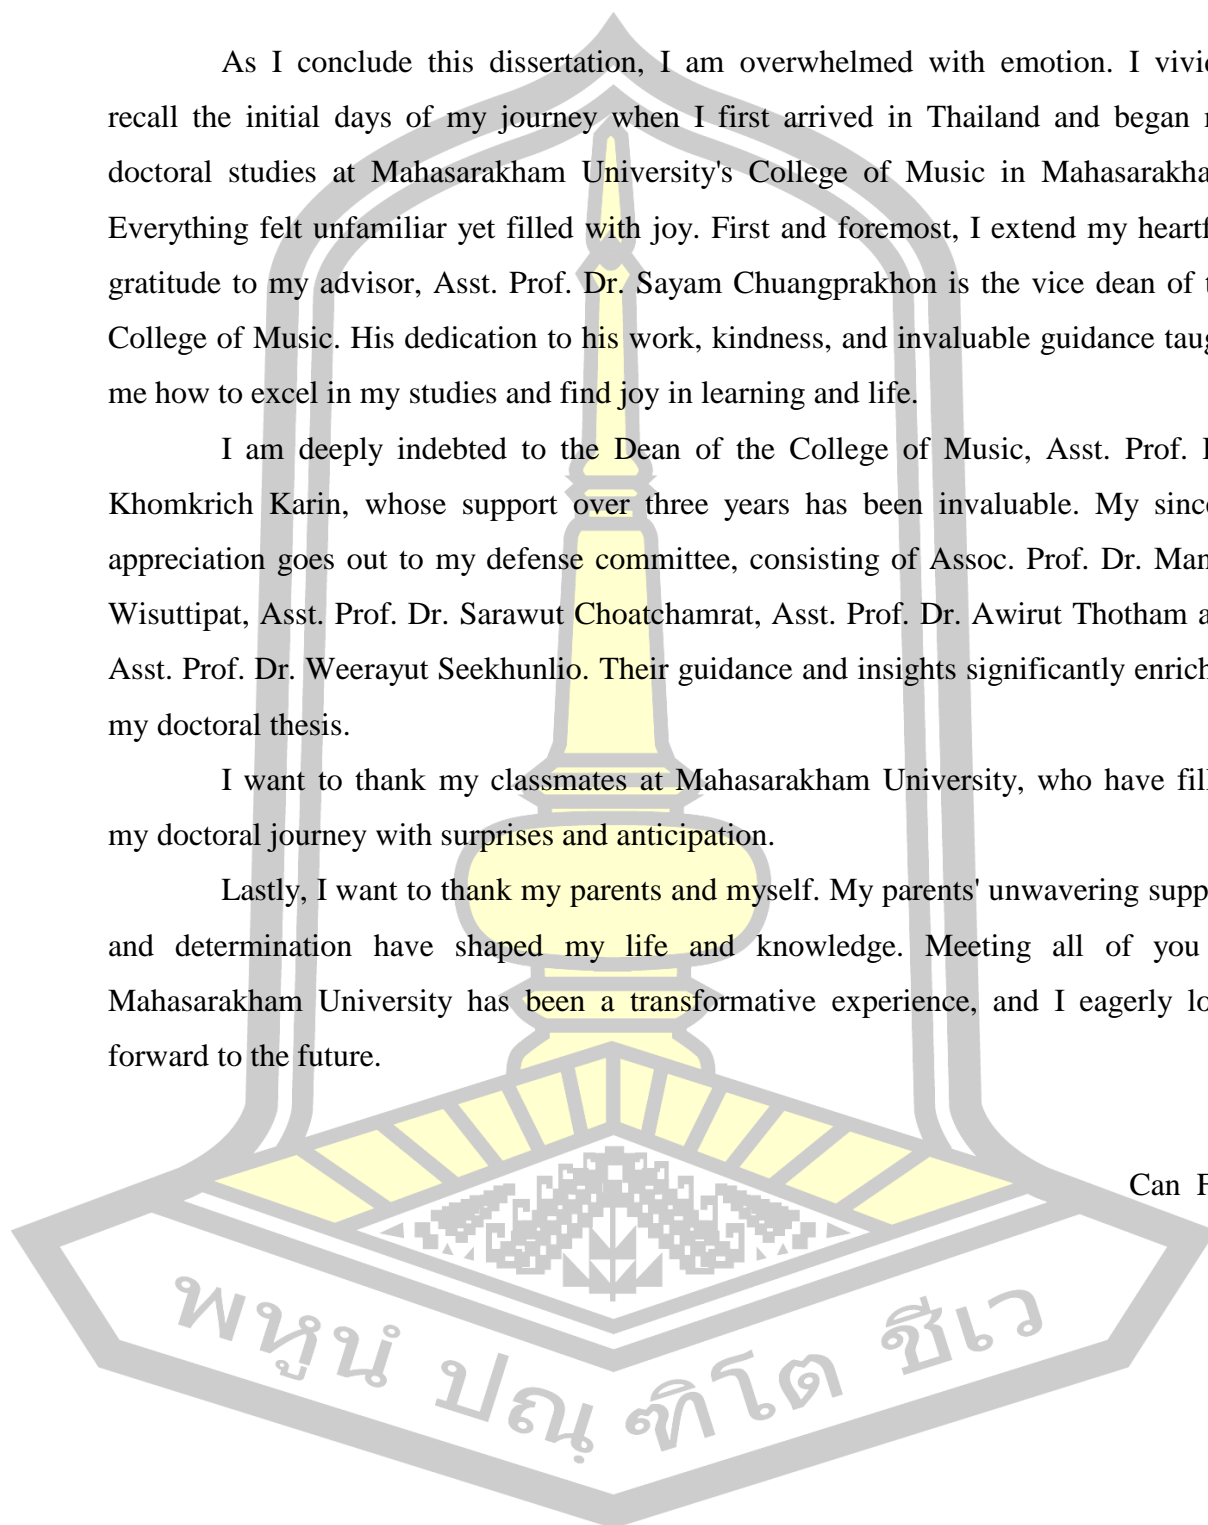 As I conclude this dissertation, I am overwhelmed with emotion. I vivid
recall the initial days of my journey when I first arrived in Thailand and began
doctoral studies at Mahasarakham University's College of Music in Mahasarakha
Everything felt unfamiliar yet filled with joy. First and foremost, I extend my heartf
gratitude to my advisor, Asst. Prof. Dr. Sayam Chuangprakhon is the vice dean of t
College of Music. His dedication to his work, kindness, and invaluable guidance taug
me how to excel in my studies and find joy in learning and life.
I am deeply indebted to the Dean of the College of Music, Asst. Prof.
Khomkrich Karin, whose support over three years has been invaluable. My since
appreciation goes out to my defense committee, consisting of Assoc. Prof. Dr. Man
Wisuttipat, Asst. Prof. Dr. Sarawut Choatchamrat, Asst. Prof. Dr. Awirut Thotham a
Asst. Prof. Dr. Weerayut Seekhunlio. Their guidance and insights significantly enrich
my doctoral thesis.
I want to thank my classmates at Mahasarakham University, who have fill
my doctoral journey with surprises and anticipation.
Lastly, I want to thank my parents and myself. My parents' unwavering supp
and determination have shaped my life and knowledge. Meeting all of you
Mahasarakham University has been a transformative experience, and I eagerly lo
forward to the future.
Can F
พหูนํ ปณฺ ฑิโต ชีเว